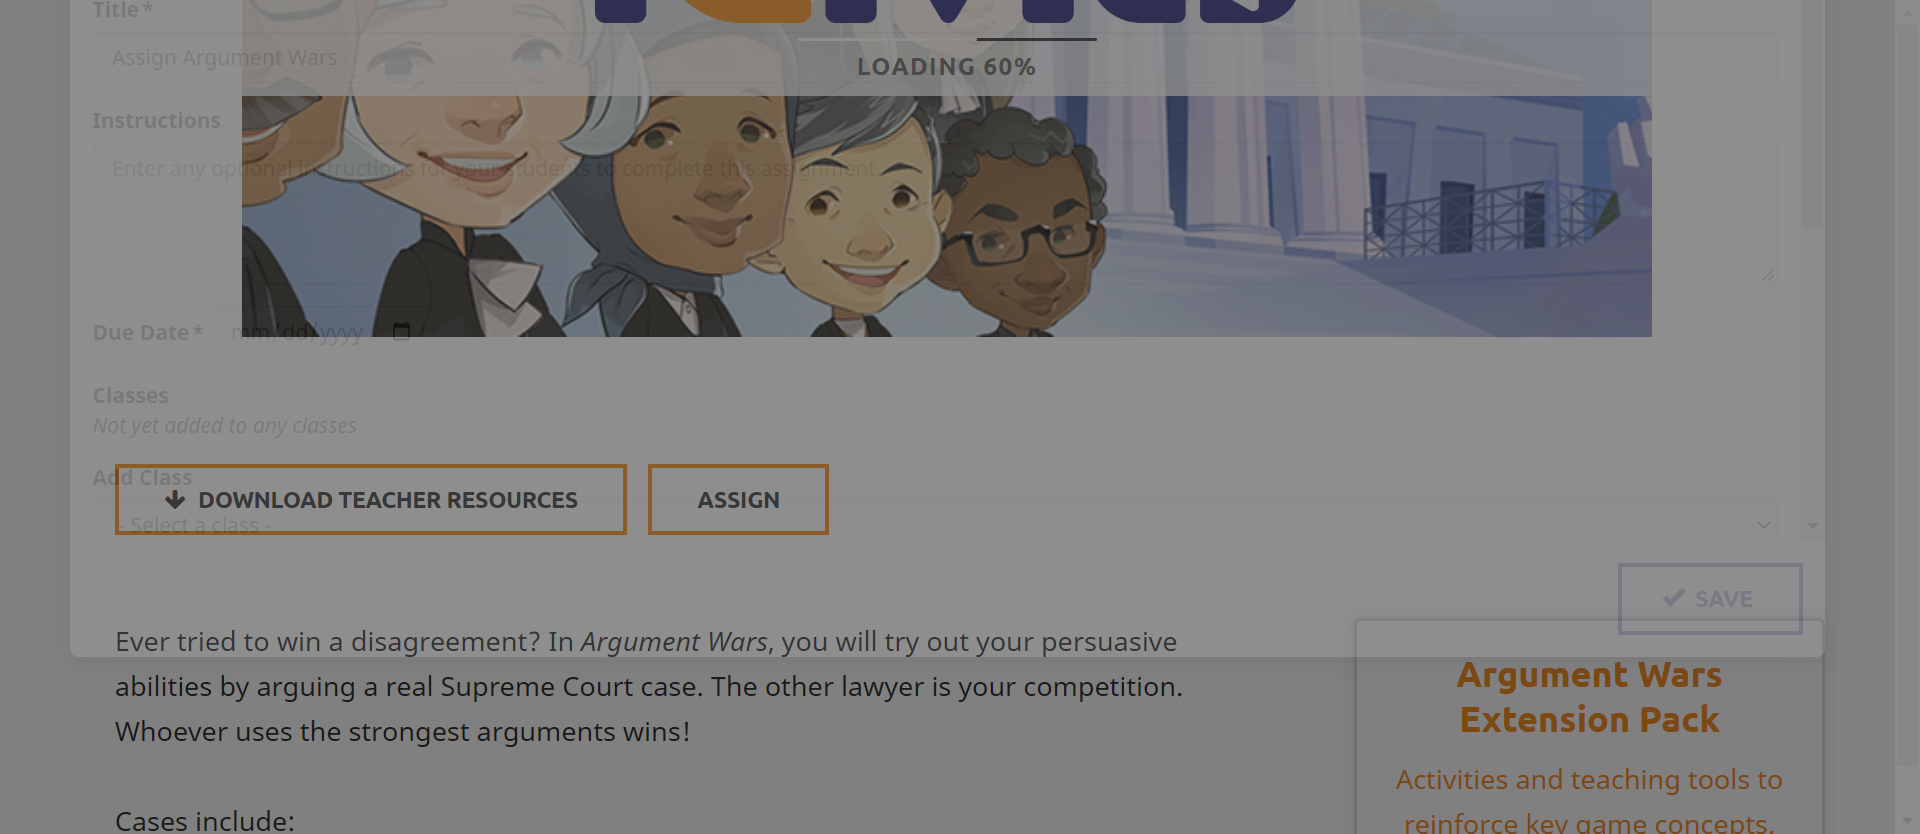 Title*
Assign Argument Wars
LOADING 60%
Instructions
Enter any optional instructions for your students to complete this assignment.
Due Date* mm/dd/yyyy
Classes
Not yet added to any classes
Add Class
- Select a class -
DOWNLOAD TEACHER RESOURCES
ASSIGN
SAVE
Ever tried to win a disagreement? In Argument Wars, you will try out your persuasive
abilities by arguing a real Supreme Court case. The other lawyer is your competition.
Whoever uses the strongest arguments wins!
Cases include:
Argument Wars
Extension Pack
Activities and teaching tools to
reinforce key game concepts.